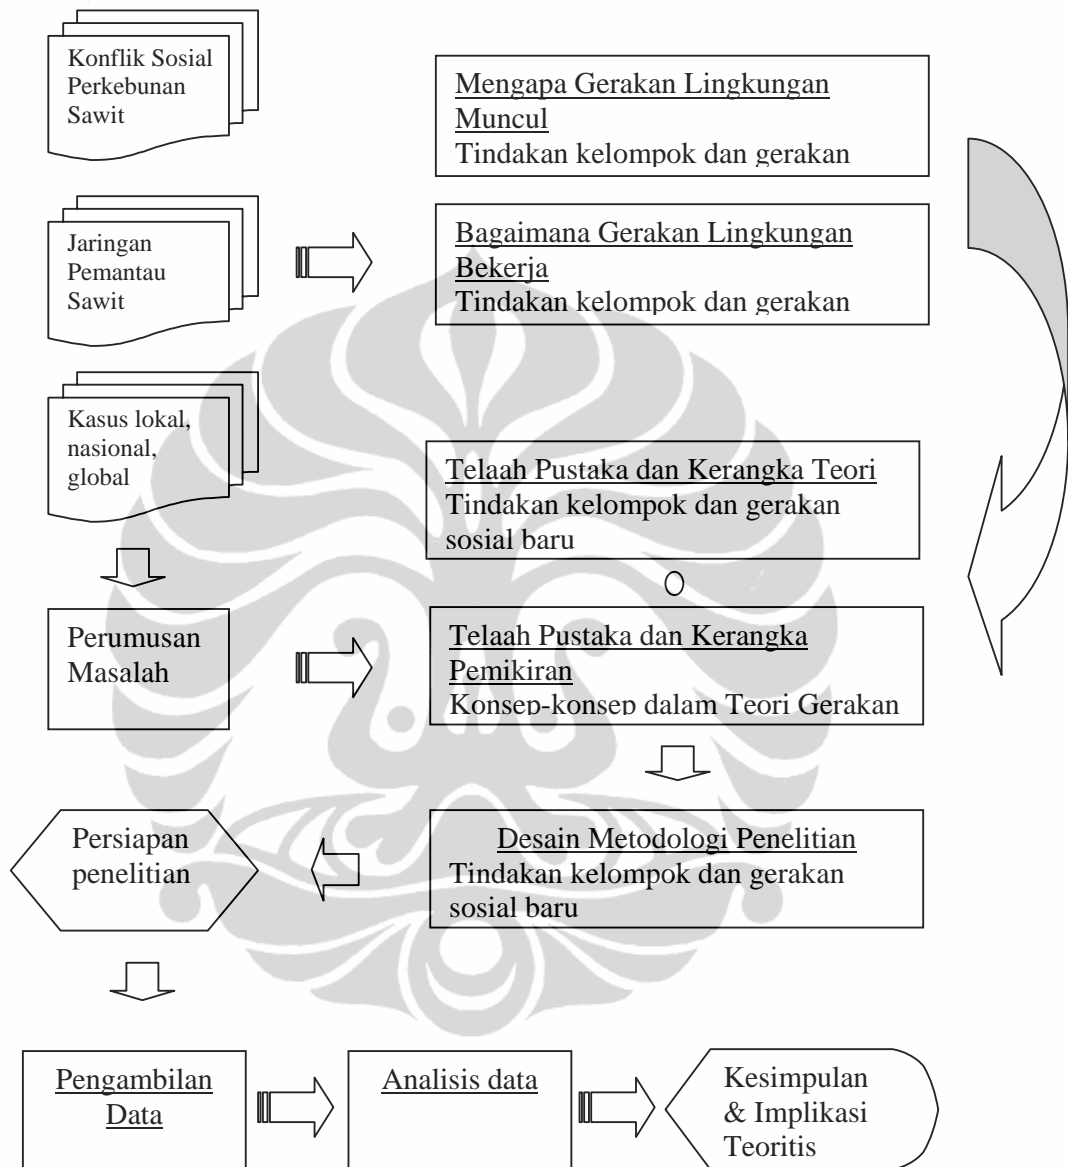 Konflik Sosial
Perkebunan
Sawit
Mengapa Gerakan Lingkungan
Muncul
Tindakan kelompok dan gerakan
Jaringan
Pemantau
Sawit
Bagaimana Gerakan Lingkungan
Bekerja
Tindakan kelompok dan gerakan
Kasus lokal,
nasional,
global
Telaah Pustaka dan Kerangka Teori
Tindakan kelompok dan gerakan
sosial baru
Perumusan
Masalah
Telaah Pustaka dan Kerangka
Pemikiran
Konsep-konsep dalam Teori Gerakan
Persiapan
penelitian
Desain Metodologi Penelitian
Tindakan kelompok dan gerakan
sosial baru
Pengambilan
Data
Analisis data
Kesimpulan
& Implikasi
Teoritis